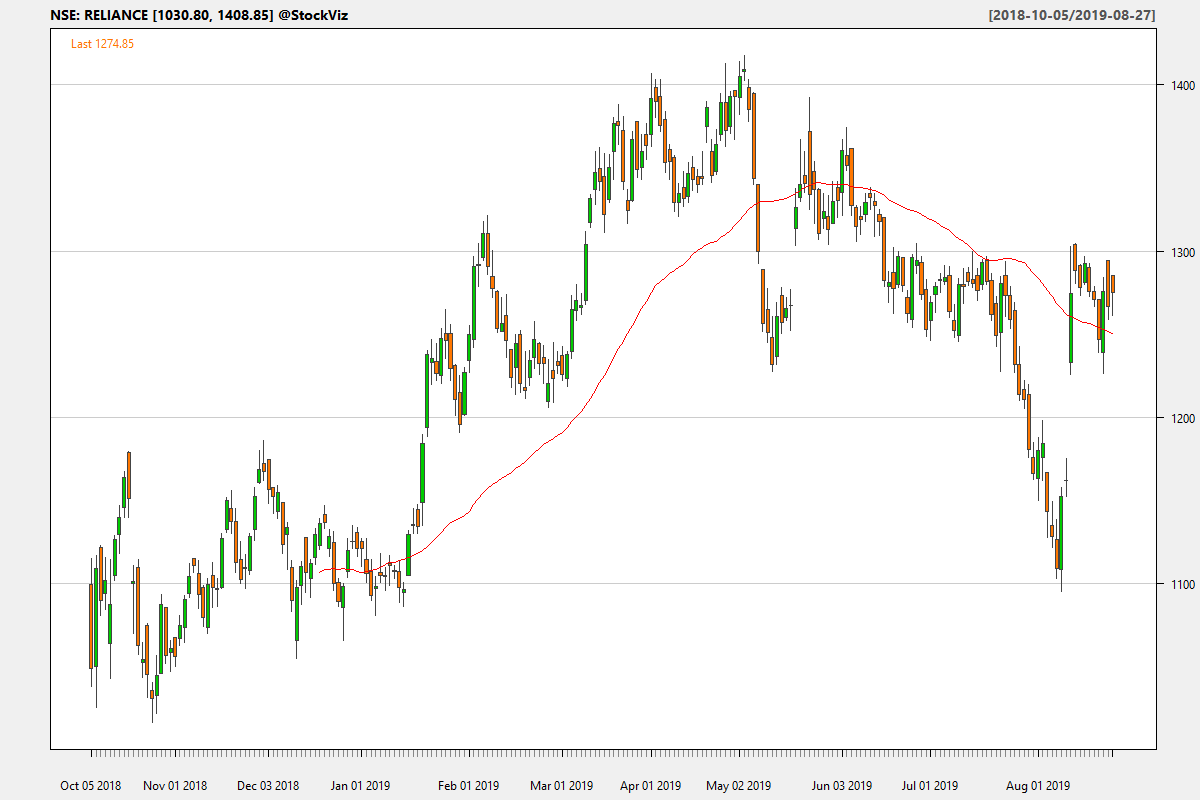 NSE: RELIANCE [1030.80, 1408.85] @StockViz
[2018-10-05/2019-08-27]
Last 1274.85
1400
1300
1200
1100
Oct 05 2018
Nov 01 2018
Dec 03 2018
Jan 01 2019
Feb 01 2019
Mar 01 2019
Apr 01 2019
May 02 2019
Jun 03 2019
Jul 01 2019
Aug 01 2019